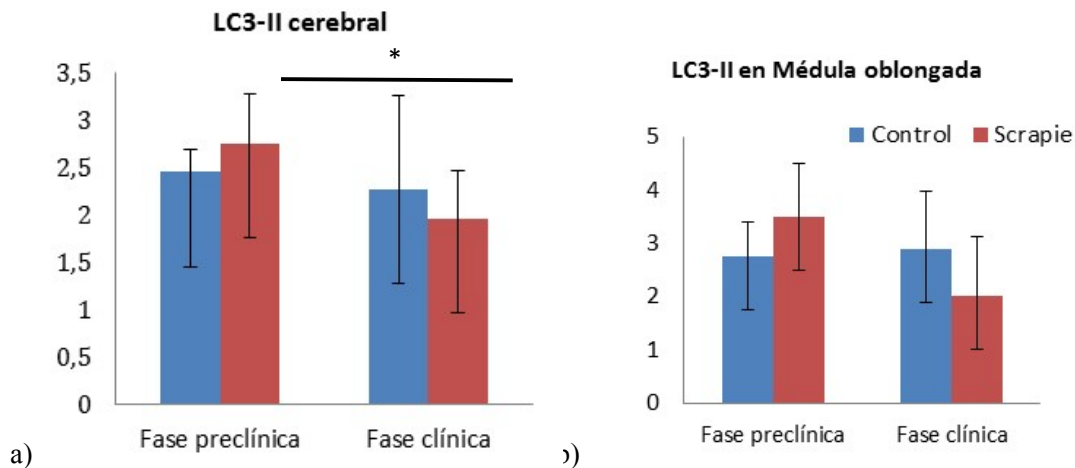 LC3-II cerebral
*
3,5
3
2,5
2
1,5
1
0,5
0
Fase preclínica Fase clínica
a)
LC3-II en Médula oblongada
Control Scrapie
5
4
3
2
1
0
Fase preclínica Fase clínica